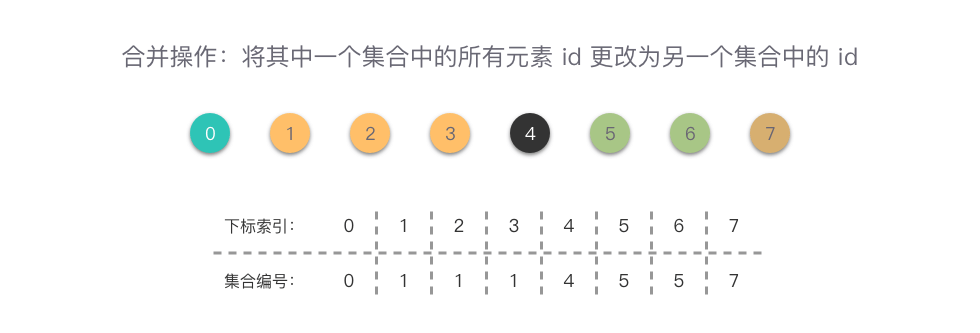 合并操作：将其中一个集合中的所有元素 id 更改为另一个集合中的 id
0 1 2 3 4 5 6 7
下标索引： 0 1 2 3 4 5 6 7
集合编号： 0 1 1 1 4 5 5 7